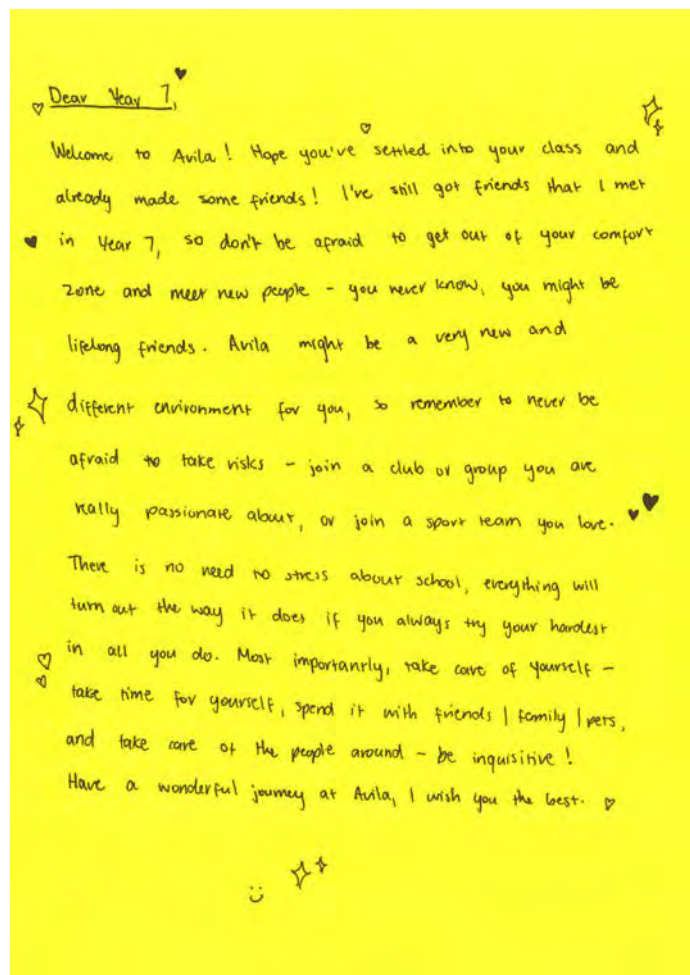 Dear Year 7,
Welcome to Avila! Hope you've settled into your class and
already made some friends! I've still got friends that I met
in Year 7, so don't be afraid to get out of your comfort
zone and meet new people - you never know, you might be
lifelong friends. Avila might be a very new and
different environment for you, so remember to never be
afraid to take risks - join a club or group you are
really passionate about, or join a sport team you love.
There is no need to stress about school, everything will
turn out the way it does if you always try your hardest
in all you do. Most importantly, take care of yourself -
take time for yourself, spend it with friends | family | pets,
and take care of the people around - be inquisitive!
Have a wonderful journey at Avila, I wish you the best.